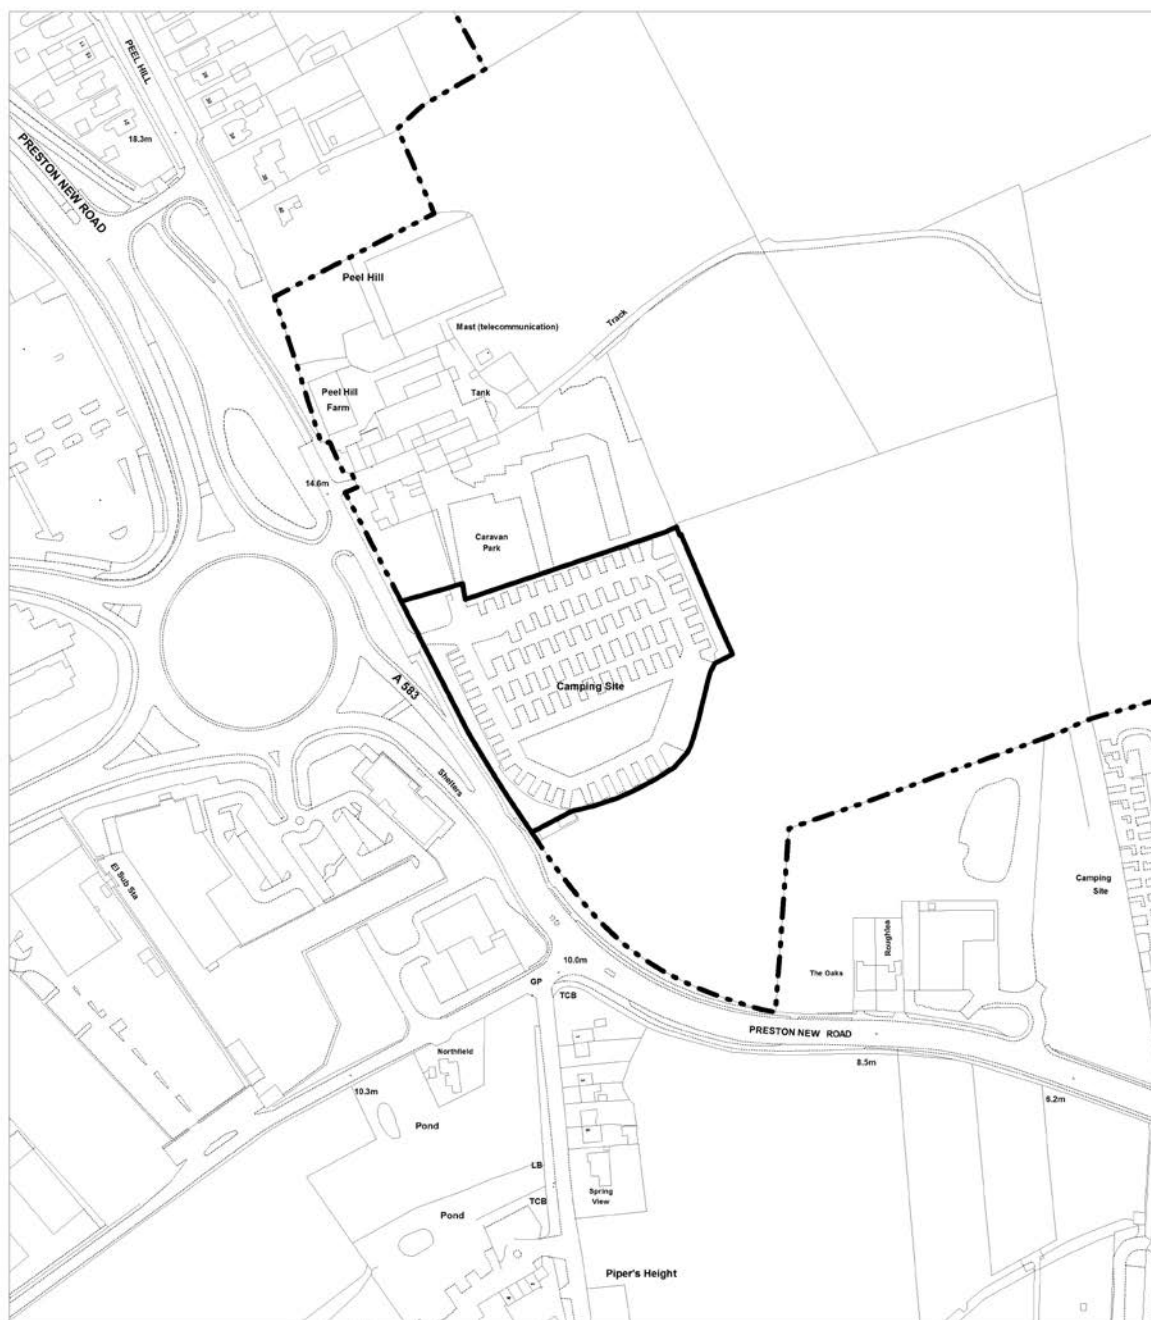 PEEL HILL
18.3m
PRESTON NEW ROAD
Peel Hill
Mast (telecommunication)
Track
Peel Hill
Farm
Tank
14.6m
Caravan
Park
A 583
Camping Site
Shelters
El Sub Sta
Camping
Site
Roughlea
The Oaks
10.0m
GP
TCB
PRESTON NEW ROAD
Northfield
8.5m
10.3m
6.2m
Pond
LB
Spring
View
TCB
Pond
Piper's Height